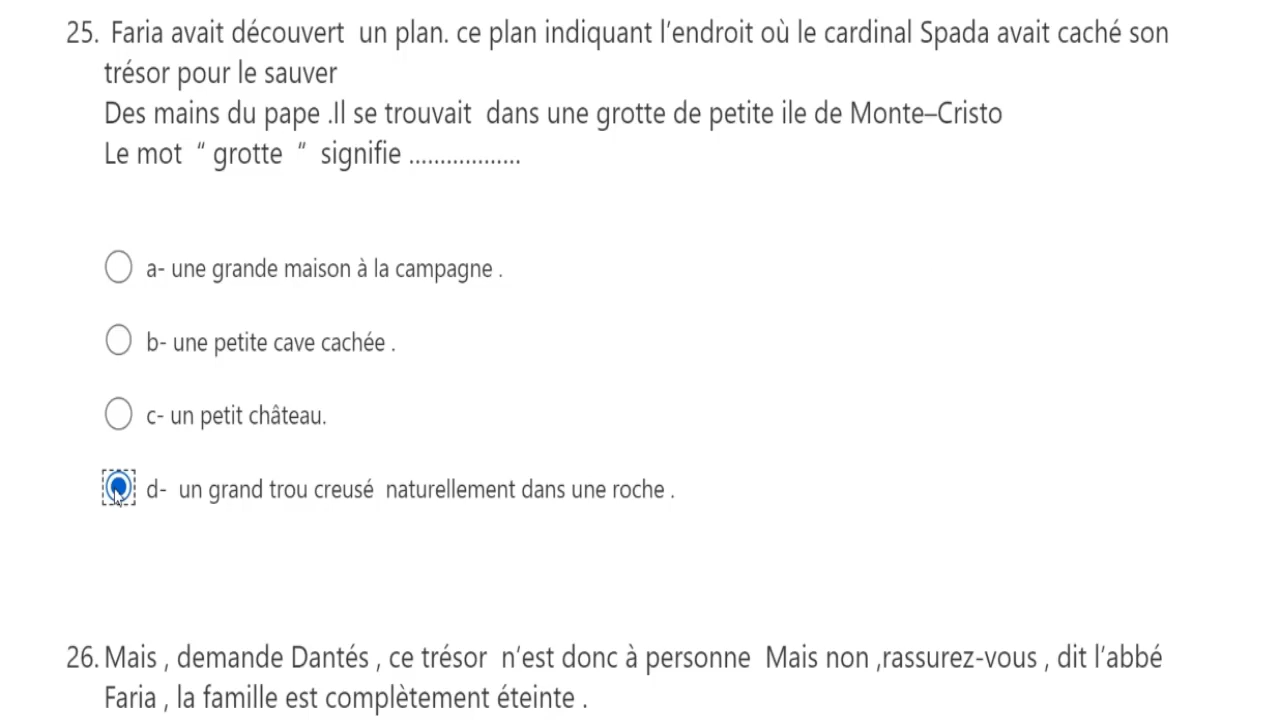 25. Faria avait découvert un plan. ce plan indiquant l’endroit où le cardinal Spada avait caché son
trésor pour le sauver
Des mains du pape .Il se trouvait dans une grotte de petite ile de Monte–Cristo
Le mot “ grotte “ signifie ..................
a- une grande maison à la campagne .
b- une petite cave cachée .
c- un petit château.
d- un grand trou creusé naturellement dans une roche .
26. Mais , demande Dantés , ce trésor n’est donc à personne Mais non ,rassurez-vous , dit l’abbé
Faria , la famille est complètement éteinte .